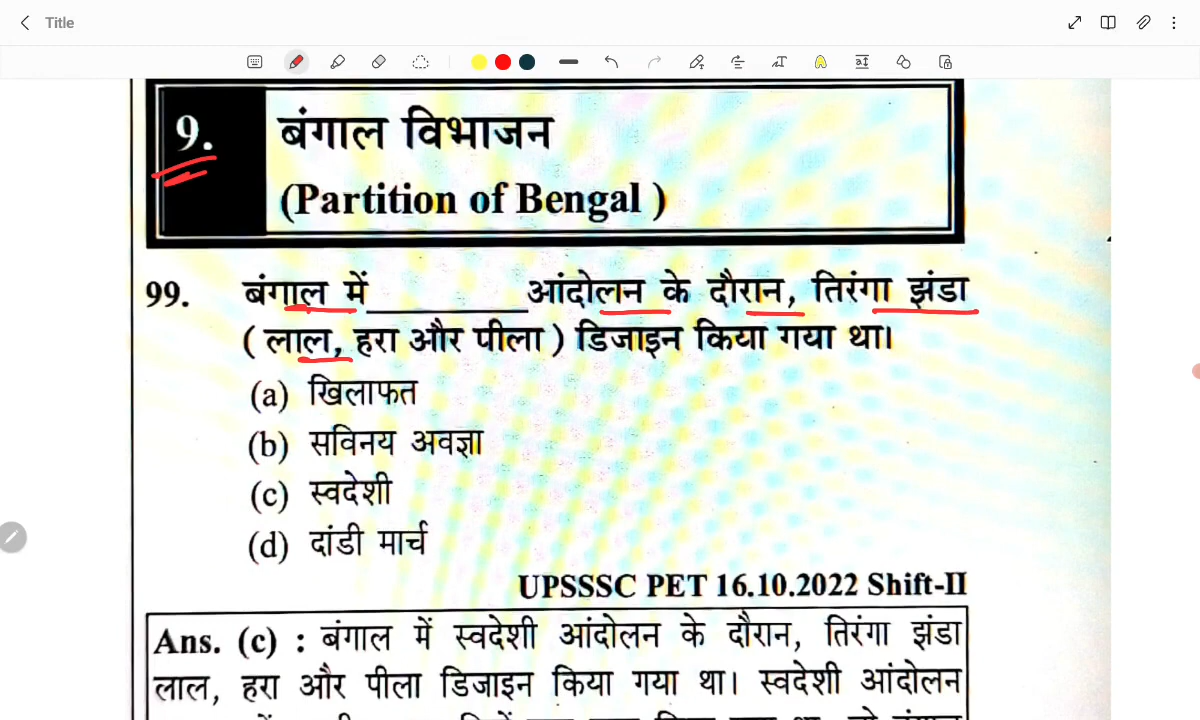 Title
9.
बंगाल विभाजन
(Partition of Bengal )
99. बंगाल में________आंदोलन के दौरान, तिरंगा झंडा
( लाल, हरा और पीला ) डिजाइन किया गया था।
(a) खिलाफत
(b) सविनय अवज्ञा
(c) स्वदेशी
(d) दांडी मार्च
UPSSSC PET 16.10.2022 Shift-II
Ans. (c) : बंगाल में स्वदेशी आंदोलन के दौरान, तिरंगा झंडा
लाल, हरा और पीला डिजाइन किया गया था। स्वदेशी आंदोलन